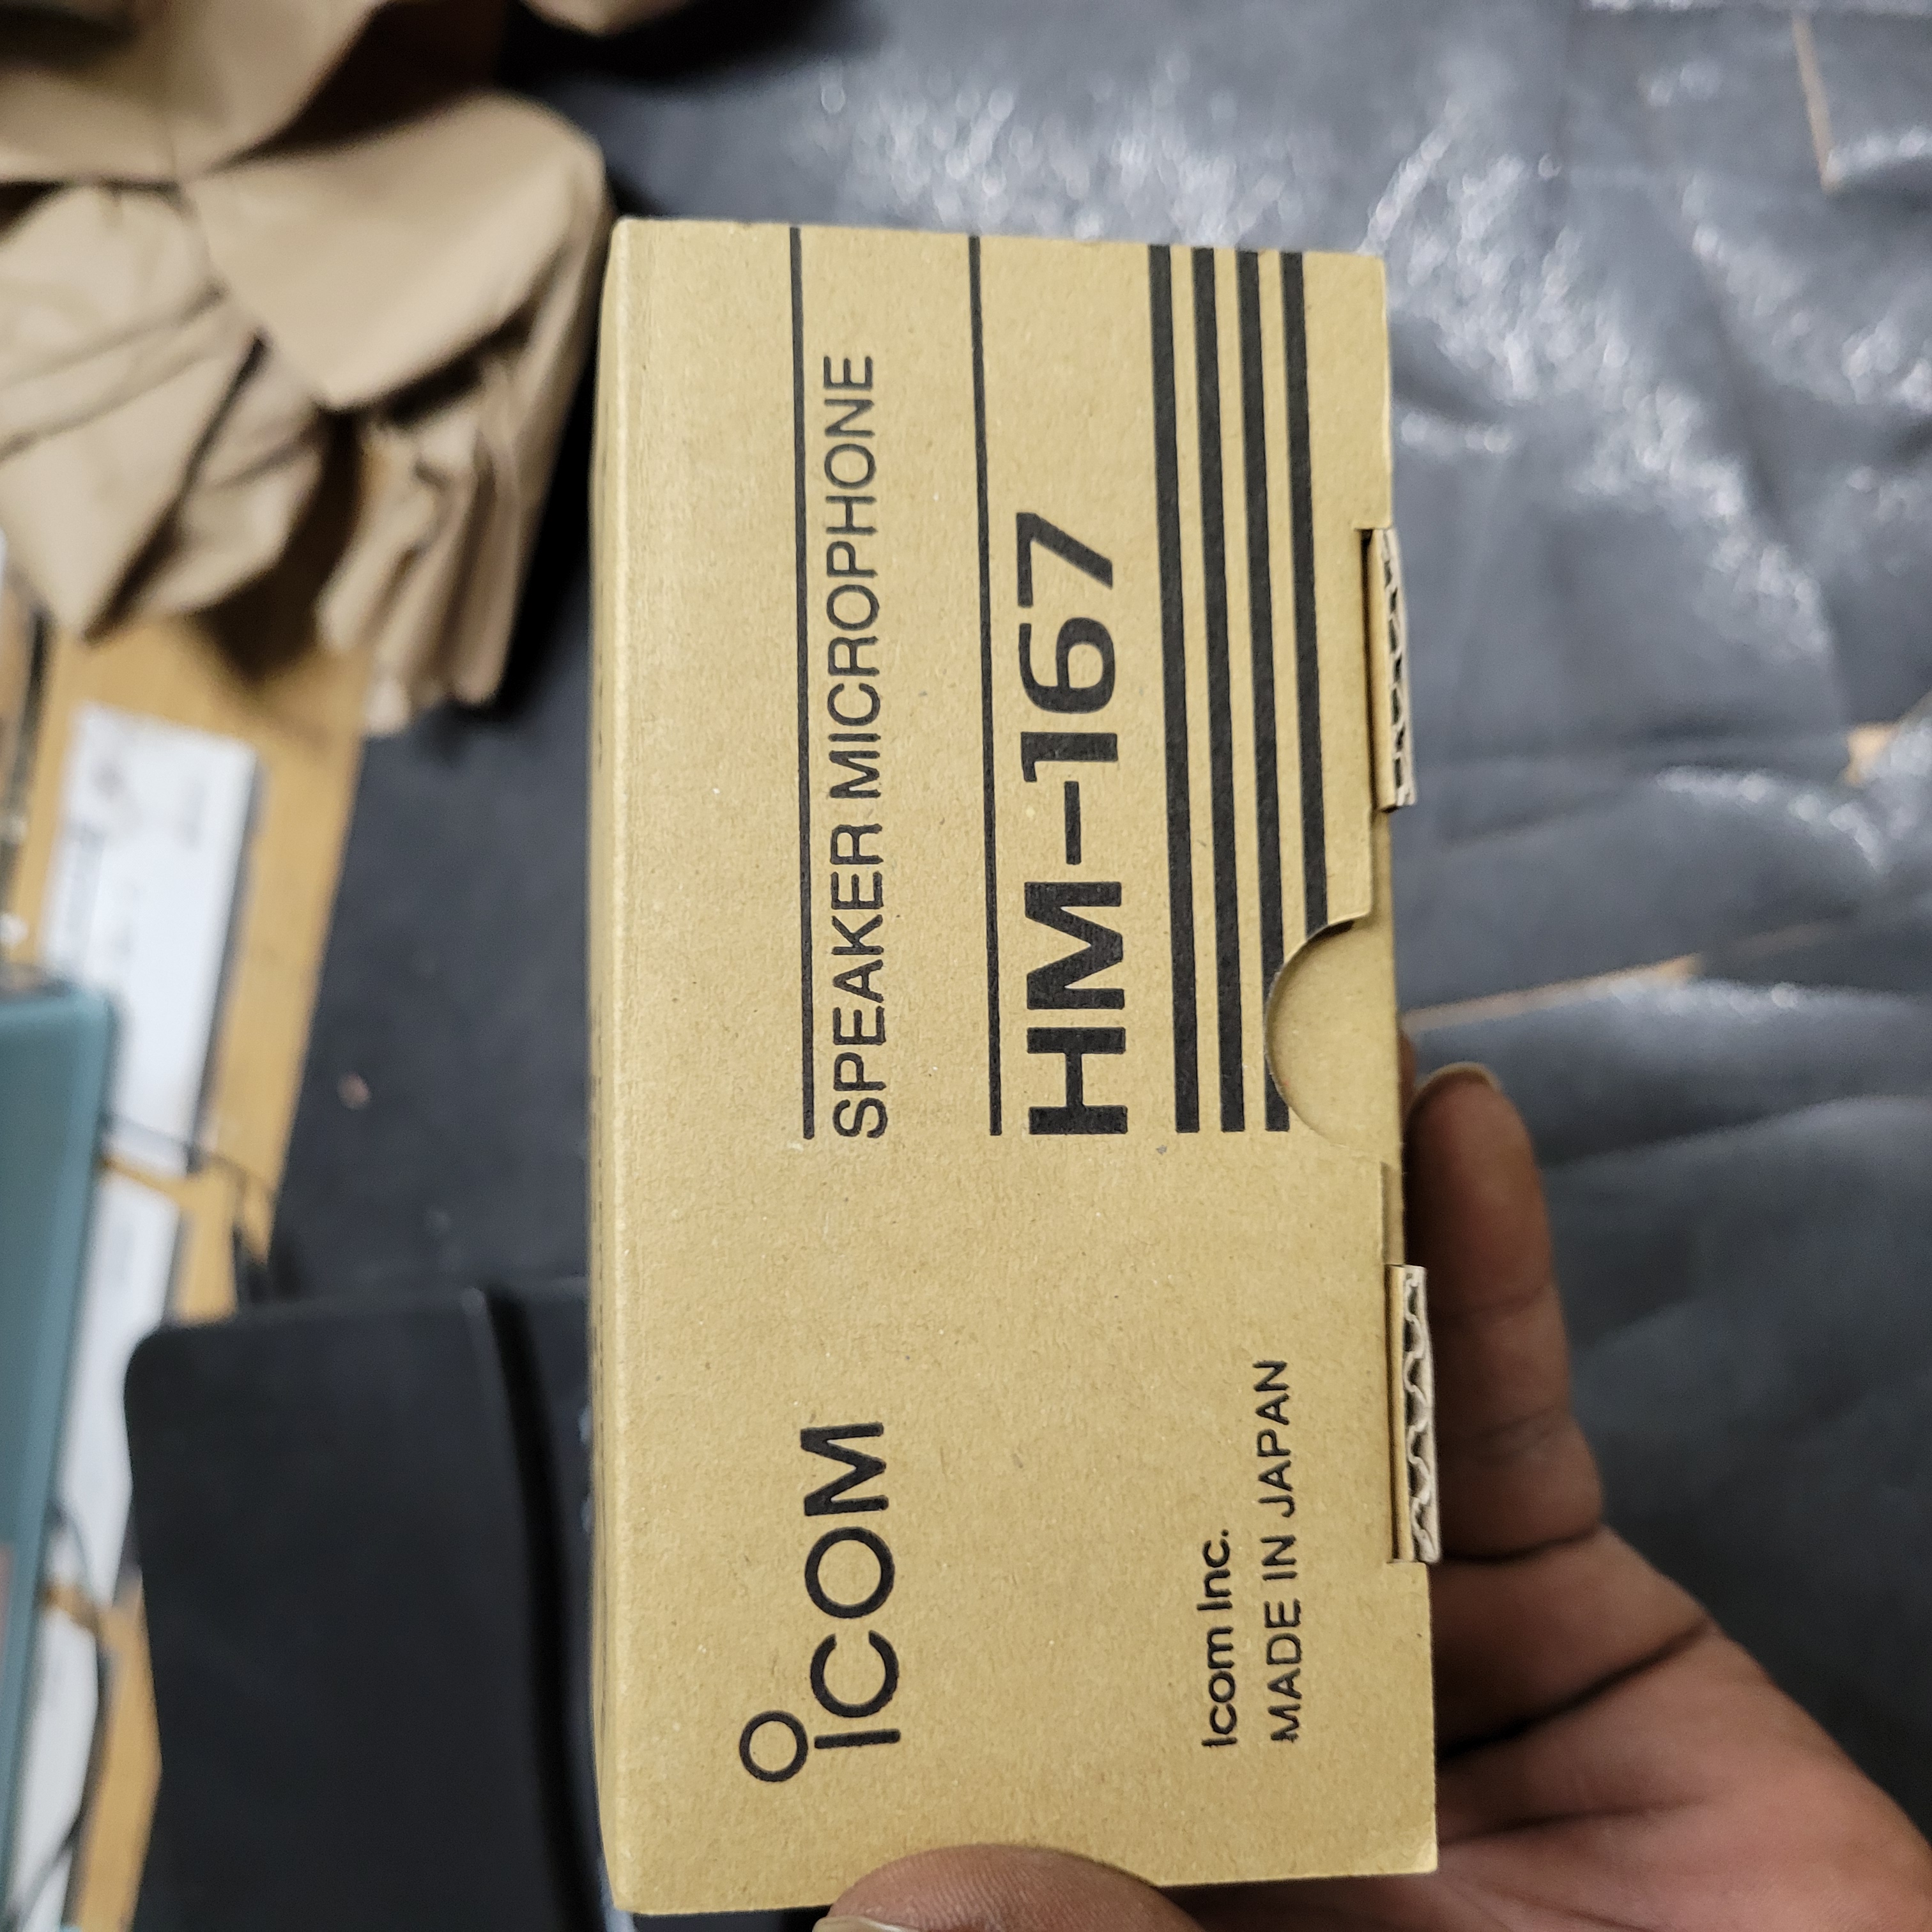 ICOM
SPEAKER MICROPHONE
HM-167
Icom Inc.
MADE IN JAPAN